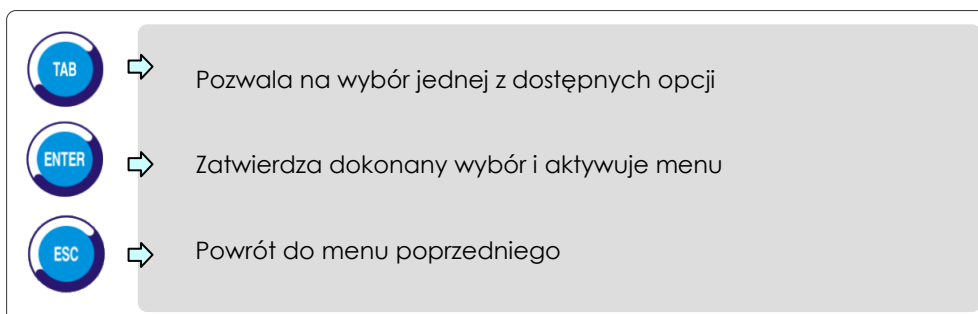 TAB
Pozwala na wybór jednej z dostępnych opcji
ENTER
Zatwierdza dokonany wybór i aktywuje menu
ESC
Powrót do menu poprzedniego